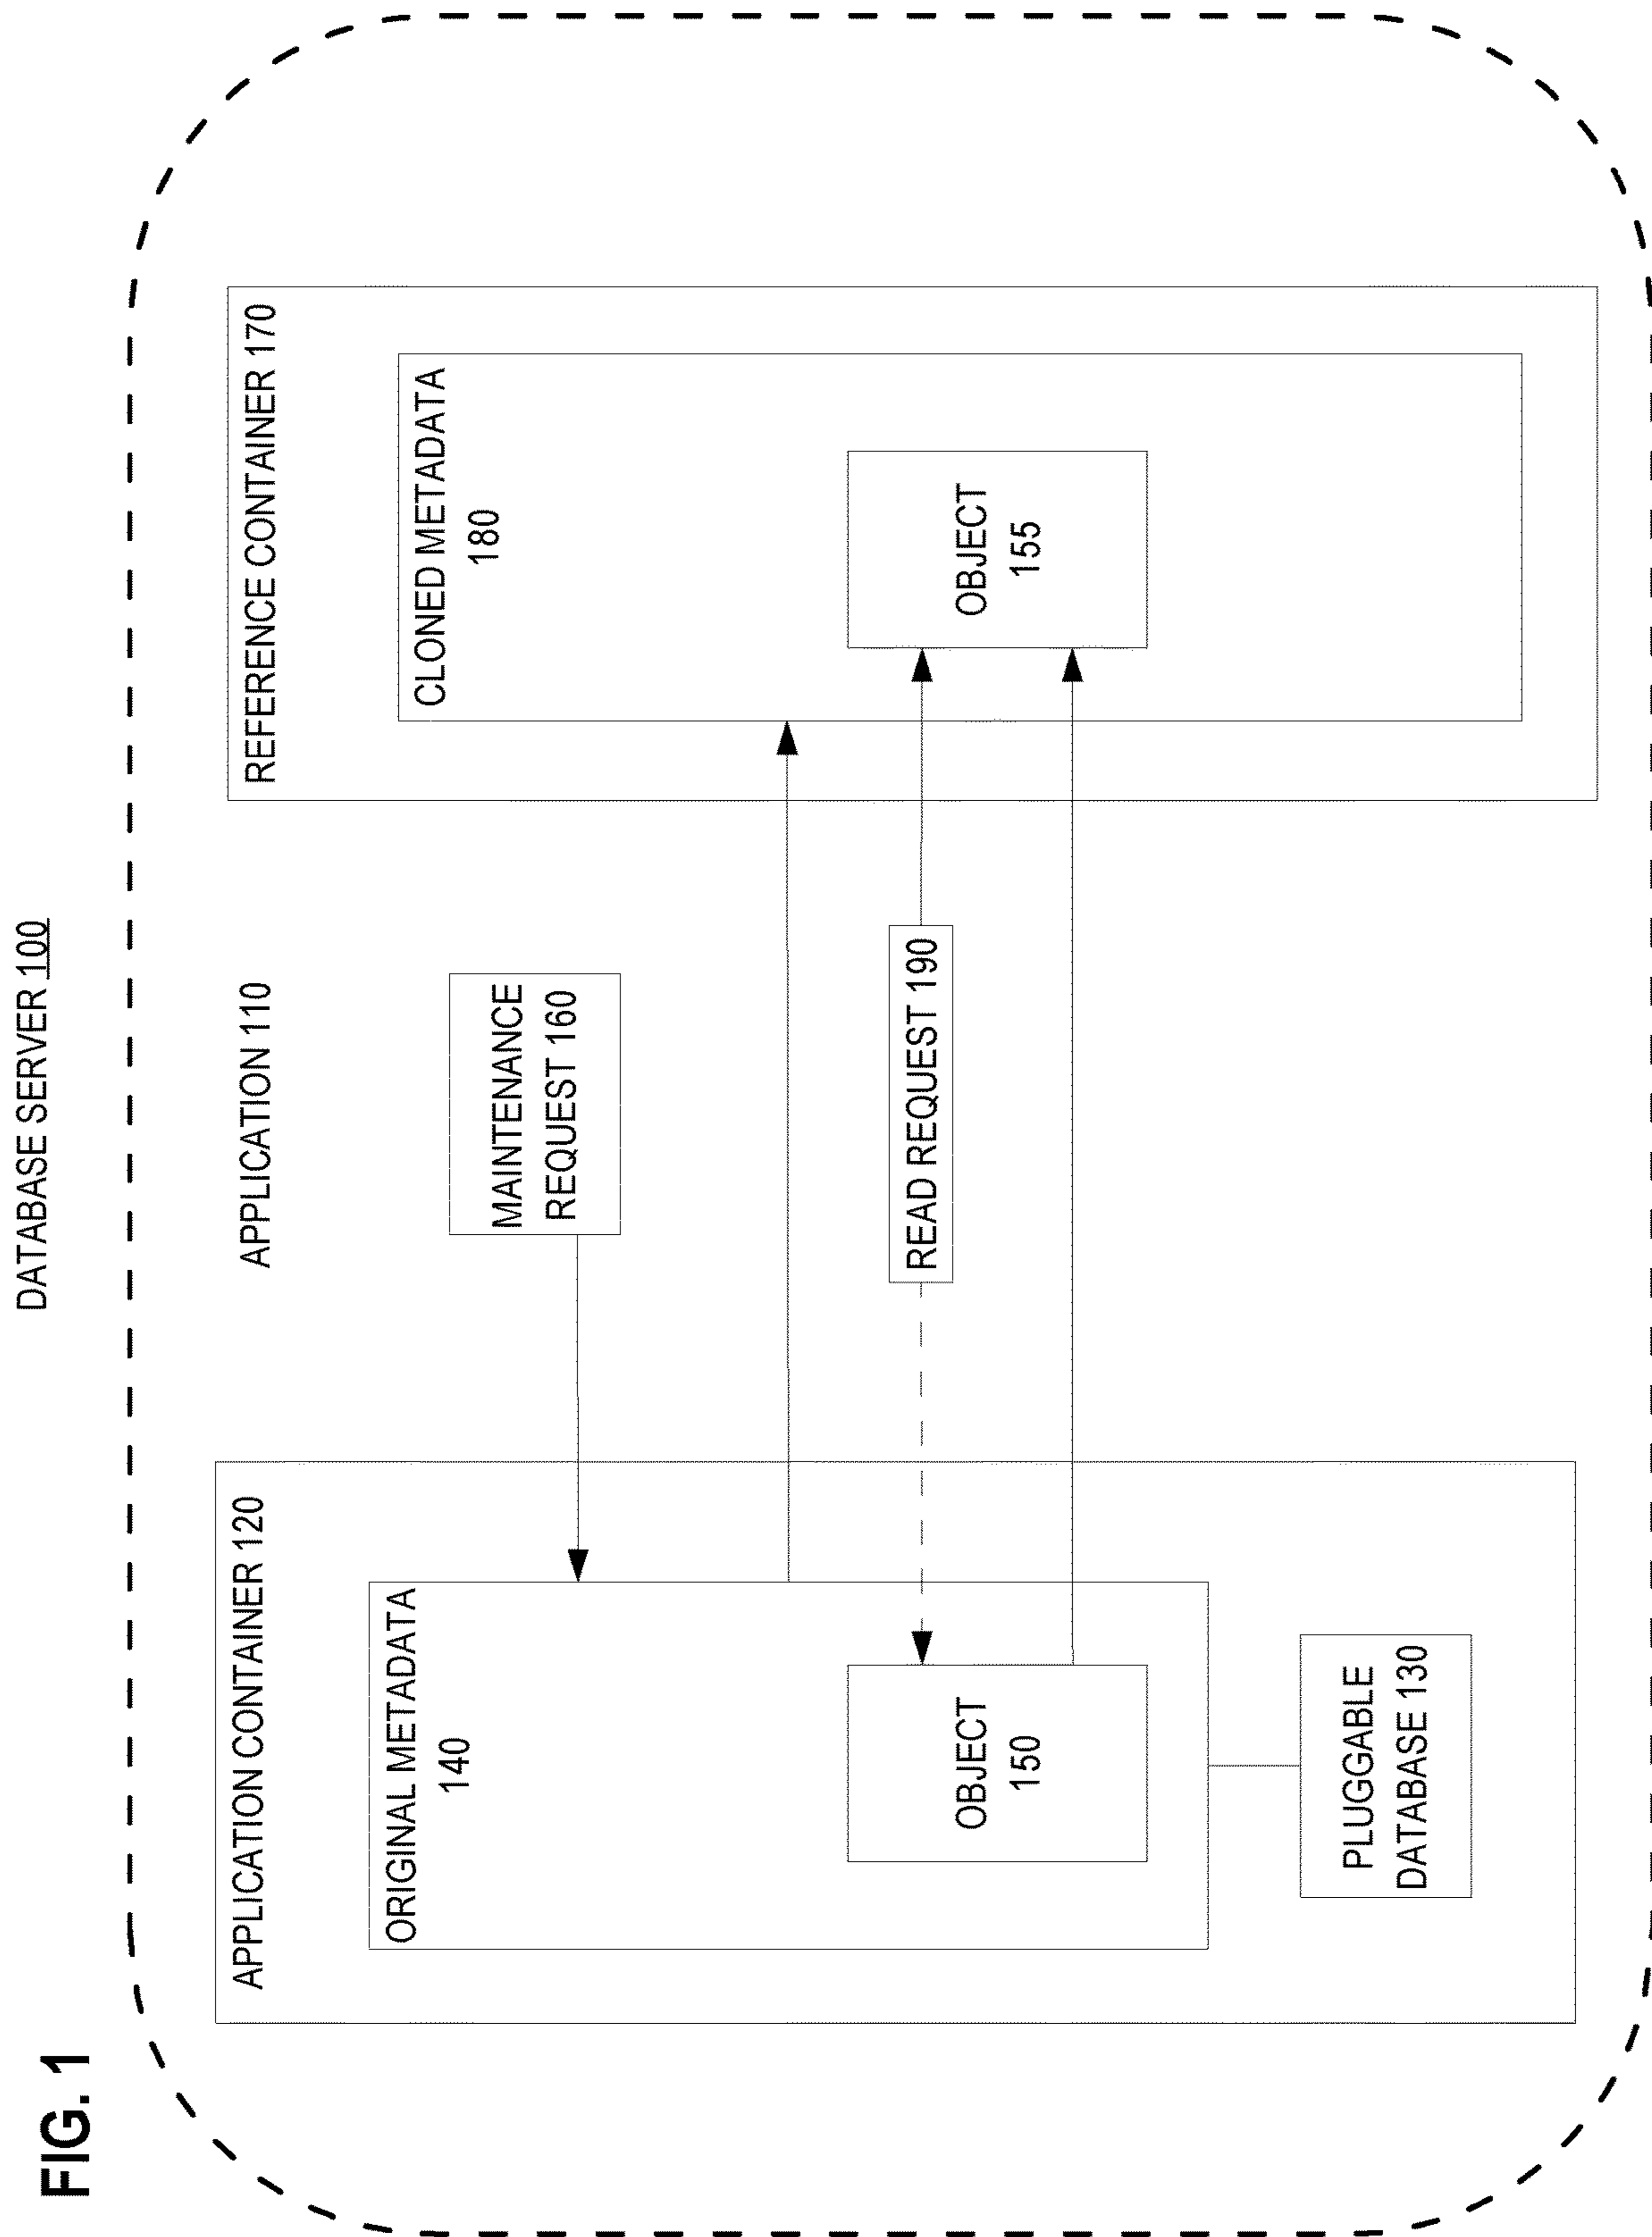 FIG. 1
DATABASE SERVER 100
APPLICATION 110
APPLICATION CONTAINER 120
ORIGINAL METADATA
140
OBJECT
150
PLUGGABLE
DATABASE 130
MAINTENANCE
REQUEST 160
READ REQUEST 190
REFERENCE CONTAINER 170
CLONED METADATA
180
OBJECT
155